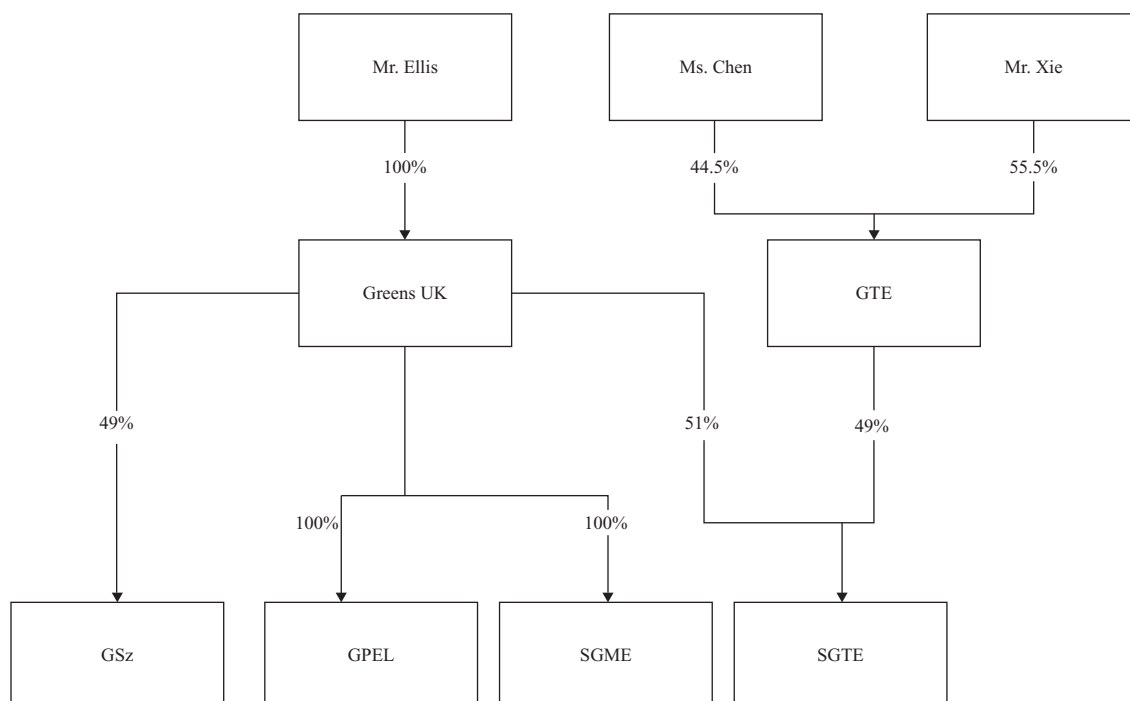 Mr. Ellis
Ms. Chen
Mr. Xie
100%
44.5%
55.5%
Greens UK
GTE
49%
51%
49%
100%
100%
GSz
GPEL
SGME
SGTE